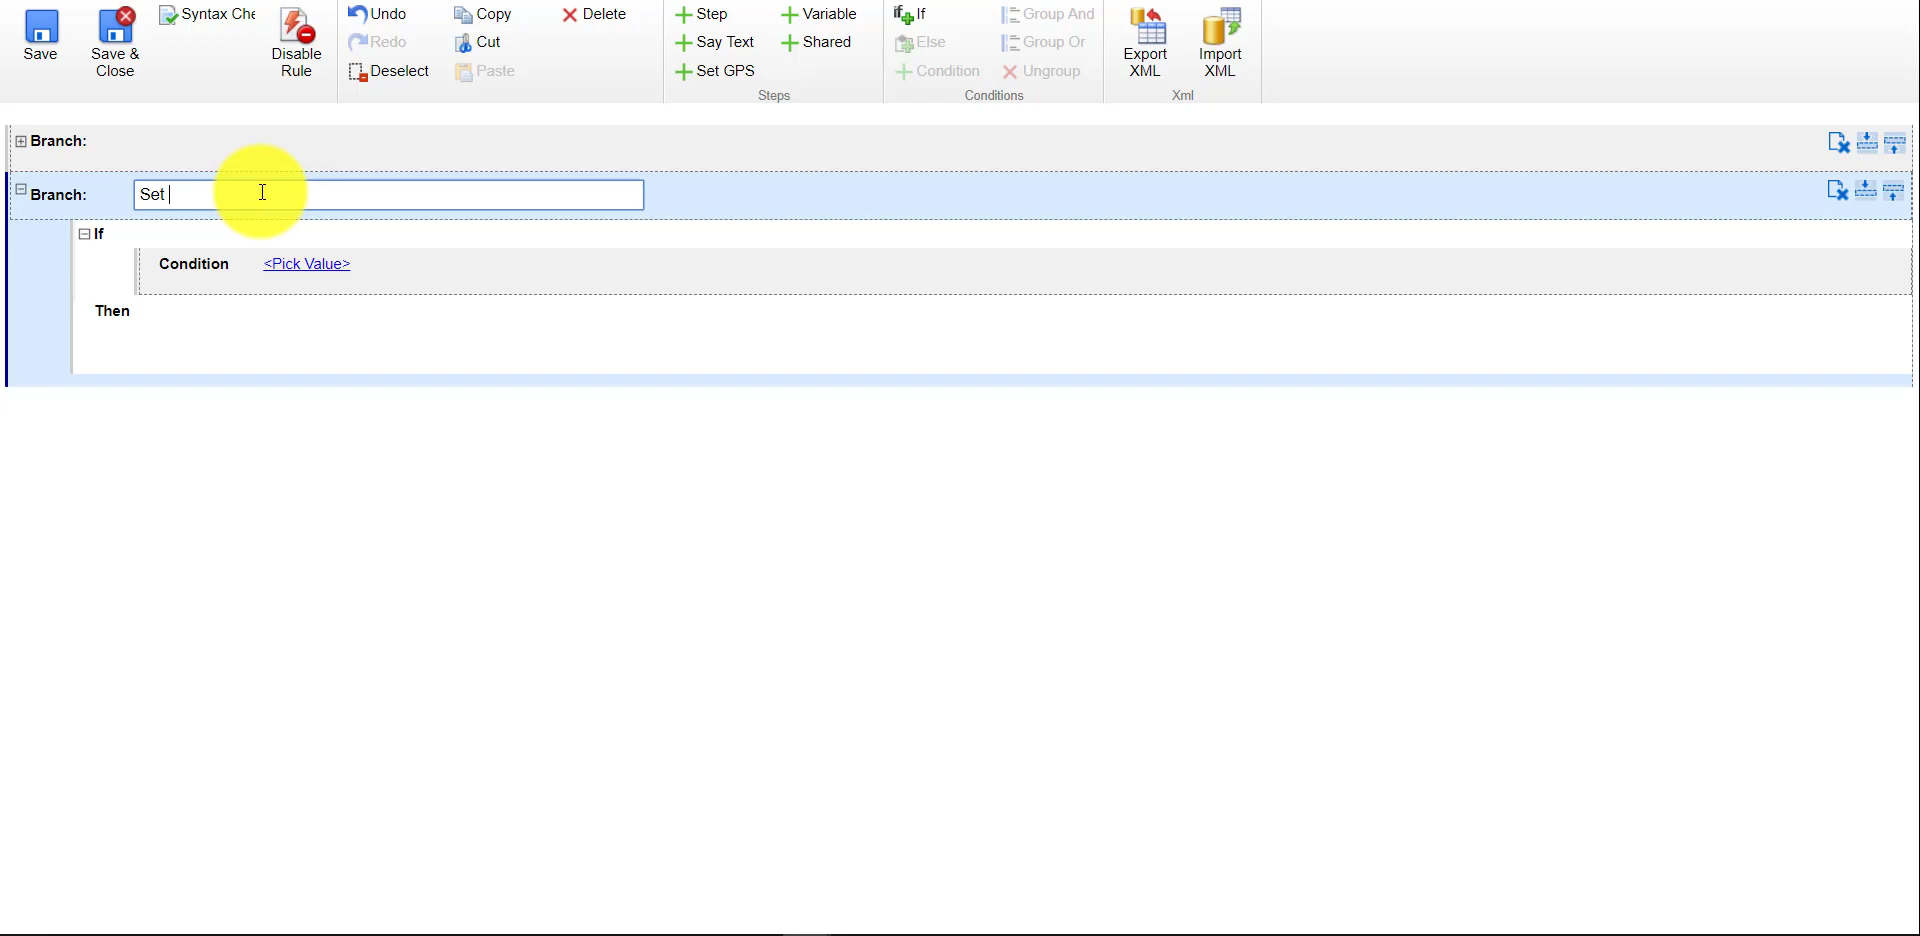 Save
Save &
Close
Syntax Che
Disable
Rule
Undo
Redo
Deselect
Copy
Cut
Paste
Delete
Step
Say Text
Set GPS
Variable
Shared
Steps
If
Else
Condition
Group And
Group Or
Ungroup
Conditions
Export
XML
Import
XML
Xml
Branch:
Branch: Set
If
Condition <Pick Value>
Then